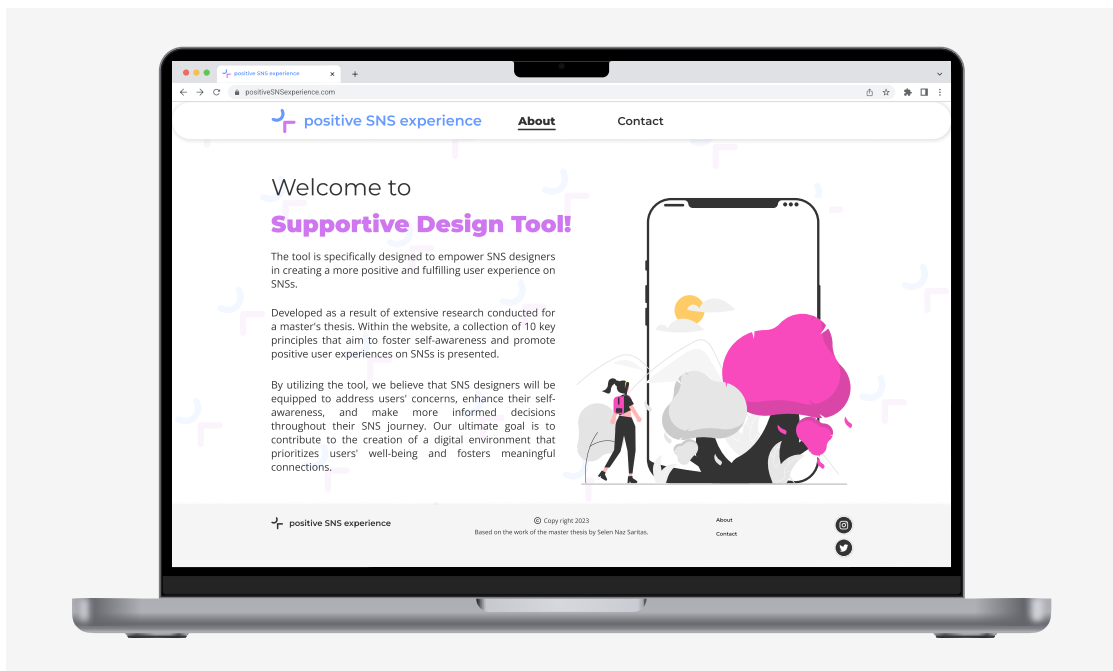 positive SNS experience
positiveSNSexperience.com
positive SNS experience About Contact
Welcome to
Supportive Design Tool!
The tool is specifically designed to empower SNS designers
in creating a more positive and fulfilling user experience on
SNSs.
Developed as a result of extensive research conducted for
a master's thesis. Within the website, a collection of 10 key
principles that aim to foster self-awareness and promote
positive user experiences on SNSs is presented.
By utilizing the tool, we believe that SNS designers will be
equipped to address users' concerns, enhance their self-
awareness, and make more informed decisions
throughout their SNS journey. Our ultimate goal is to
contribute to the creation of a digital environment that
prioritizes users' well-being and fosters meaningful
connections.
positive SNS experience
© Copy right 2023
Based on the work of the master thesis by Selen Naz Saritas.
About
Contact